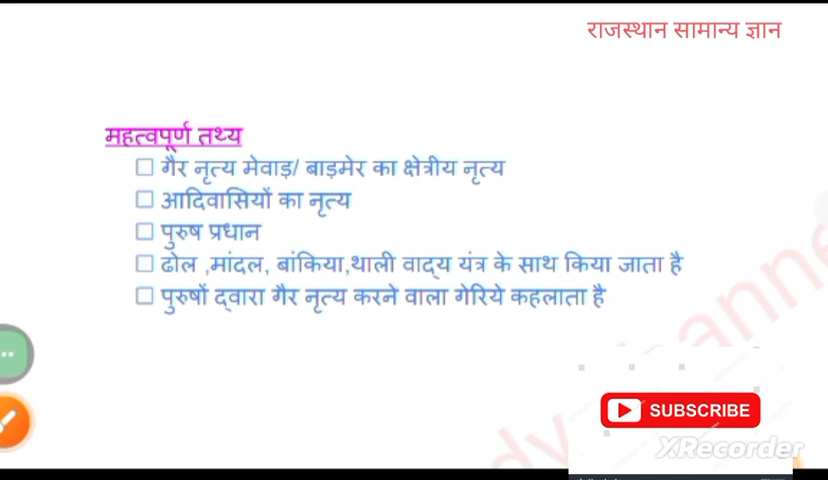 राजस्थान सामान्य ज्ञान
महत्वपूर्ण तथ्य
गैर नृत्य मेवाड़/ बाड़मेर का क्षेत्रीय नृत्य
आदिवासियों का नृत्य
पुरुष प्रधान
ढोल ,मांदल, बांकिया,थाली वाद्य यंत्र के साथ किया जाता है
पुरुषों द्वारा गैर नृत्य करने वाला गेरिये कहलाता है
SUBSCRIBE
XRecorder